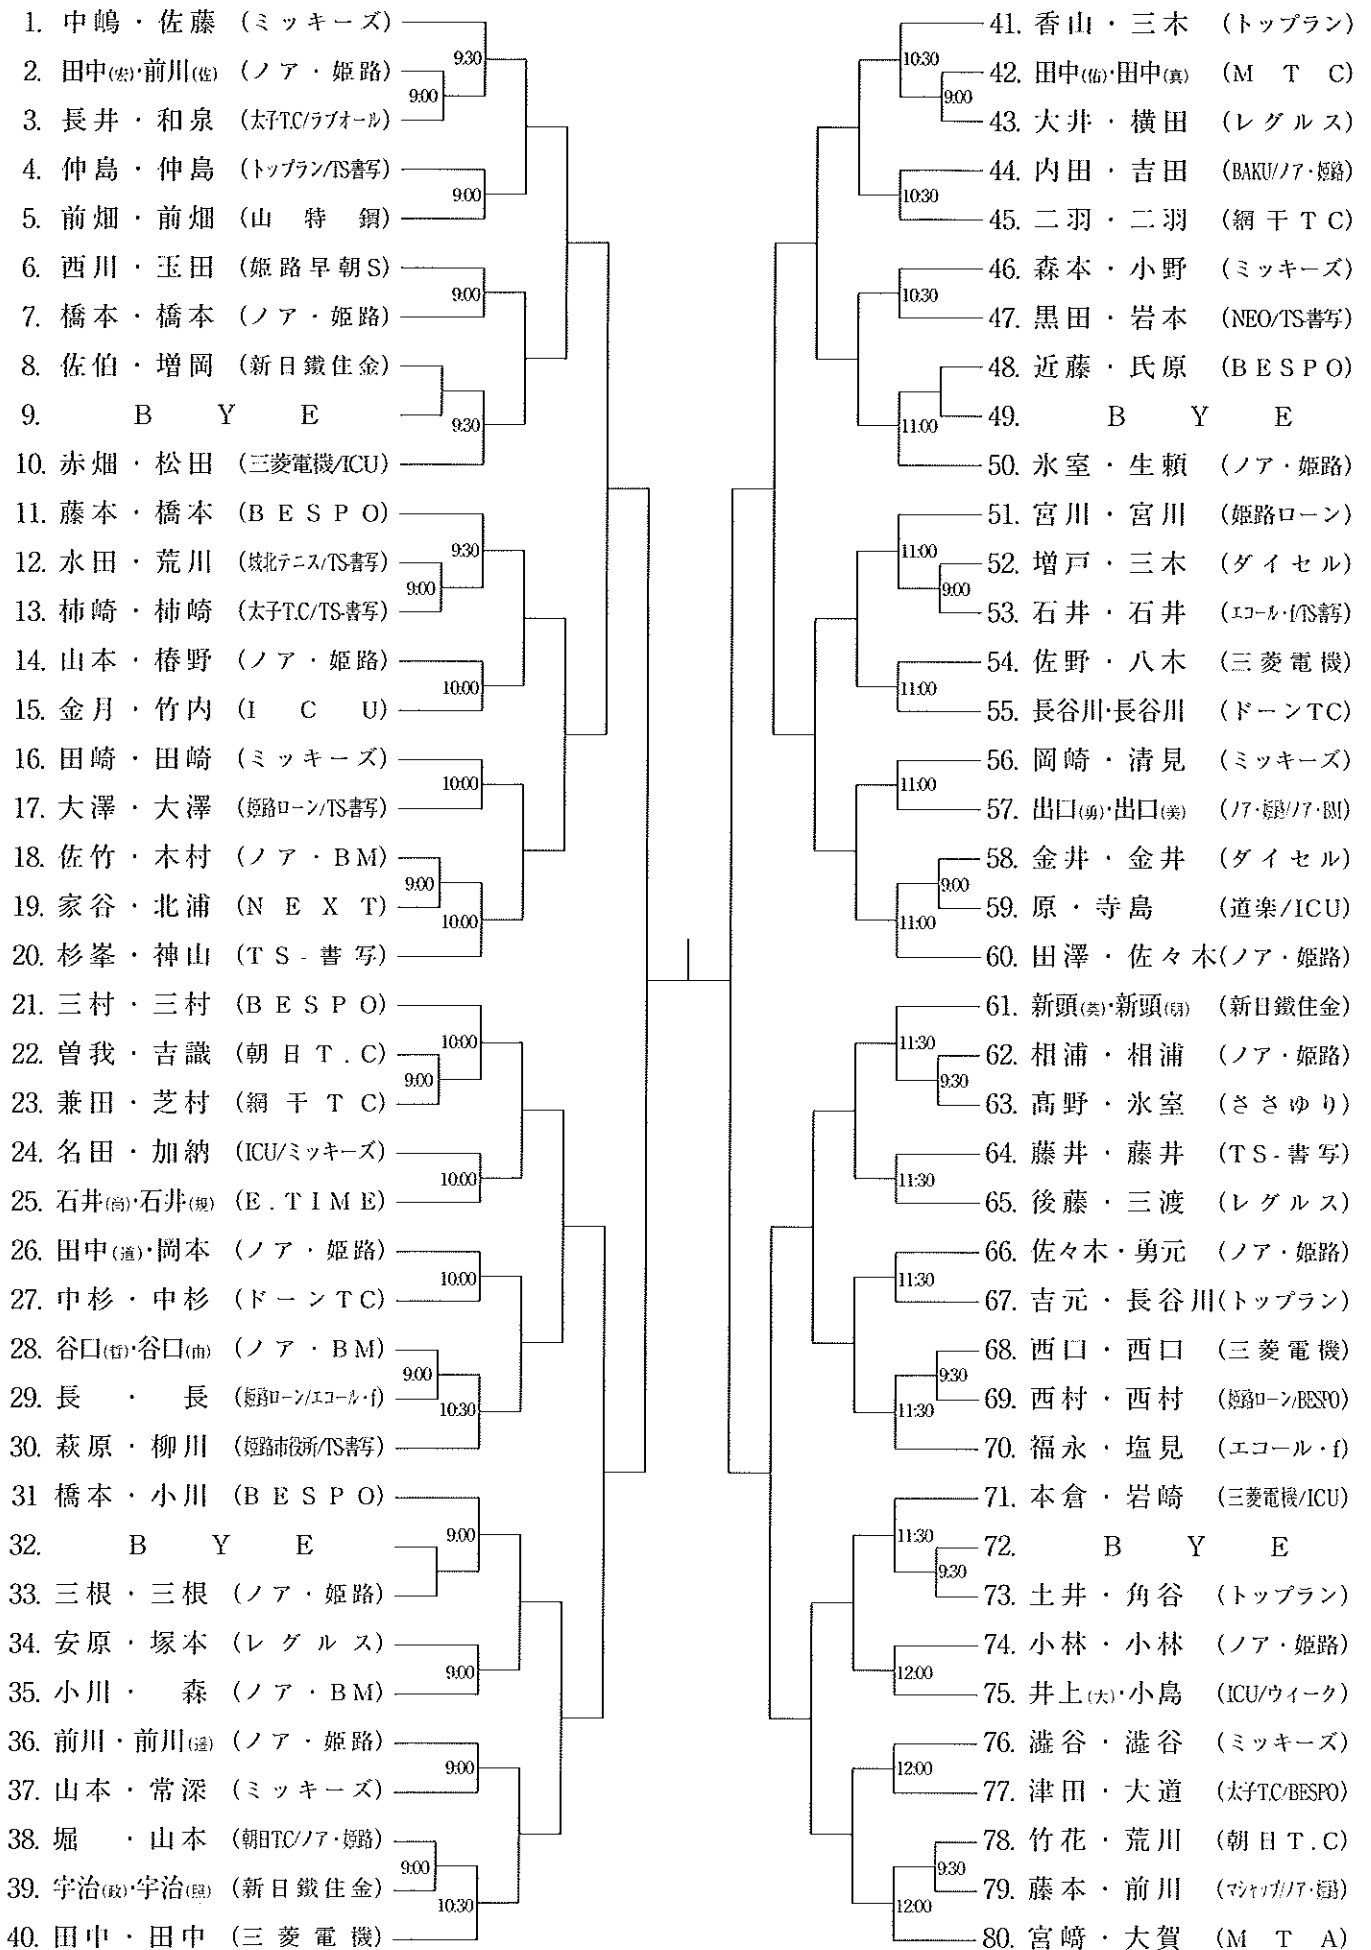 1. 中嶋・佐藤 (ミッキーズ)
2. 田中(宏)・前川(佐) (ノア・姫路)
3. 長井・和泉 (太子T.C/ラブオール)
4. 仲島・仲島 (トップラン/TS書写)
5. 前畑・前畑 (山特鋼)
6. 西川・玉田 (姫路早朝S)
7. 橋本・橋本 (ノア・姫路)
8. 佐伯・増岡 (新日鐵住金)
9. BYE
10. 赤畑・松田 (三菱電機/ICU)
11. 藤本・橋本 (BESPO)
12. 水田・荒川 (城北テニス/TS-書写)
13. 柿崎・柿崎 (太子T.C/TS-書写)
14. 山本・椿野 (ノア・姫路)
15. 金月・竹内 (ICU)
16. 田崎・田崎 (ミッキーズ)
17. 大澤・大澤 (姫路ローン/TS-書写)
18. 佐竹・木村 (ノア・BM)
19. 家谷・北浦 (NEXT)
20. 杉峯・神山 (TS-書写)
21. 三村・三村 (BESPO)
22. 曽我・吉識 (朝日T.C)
23. 兼田・芝村 (網干TC)
24. 名田・加納 (ICU/ミッキーズ)
25. 石井(尚)・石井(規) (E.TIME)
26. 田中(道)・岡本 (ノア・姫路)
27. 中杉・中杉 (ドーンTC)
28. 谷口(哲)・谷口(由) (ノア・BM)
29. 長・長 (姫路ローン/エコール・f)
30. 萩原・柳川 (姫路市役所/TS書写)
31 橋本・小川 (BESPO)
32. BYE
33. 三根・三根 (ノア・姫路)
34. 安原・塚本 (レグルス)
35. 小川・森 (ノア・BM)
36. 前川・前川(遥) (ノア・姫路)
37. 山本・常深 (ミッキーズ)
38. 堀・山本 (朝日T.C/ノア・姫路)
39. 宇治(政)・宇治(照) (新日鐵住金)
40. 田中・田中 (三菱電機)
9:30
9:00
9:00
9:00
9:30
9:30
9:00
10:00
10:00
9:00
10:00
10:00
9:00
10:00
10:00
9:00
10:30
9:00
9:00
9:00
9:00
10:30
41. 香山・三木 (トップラン)
42. 田中(佑)・田中(真) (MTC)
43. 大井・横田 (レグルス)
44. 内田・吉田 (BAKU/ノア・姫路)
45. 二羽・二羽 (網干TC)
46. 森本・小野 (ミッキーズ)
47. 黒田・岩本 (NEO/TS-書写)
48. 近藤・氏原 (BESPO)
49. BYE
50. 氷室・生頼 (ノア・姫路)
51. 宮川・宮川 (姫路ローン)
52. 増戸・三木 (ダイセル)
53. 石井・石井 (エコール・f/TS書写)
54. 佐野・八木 (三菱電機)
55. 長谷川・長谷川 (ドーンTC)
56. 岡崎・清見 (ミッキーズ)
57. 出口(勇)・出口(美) (ノア・姫路/ノア・BM)
58. 金井・金井 (ダイセル)
59. 原・寺島 (道楽/ICU)
60. 田澤・佐々木(ノア・姫路)
61. 新頭(英)・新頭 (新日鐵住金)
62. 相浦・相浦 (ノア・姫路)
63. 髙野・氷室 (ささゆり)
64. 藤井・藤井 (TS-書写)
65. 後藤・三渡 (レグルス)
66. 佐々木・勇元 (ノア・姫路)
67. 吉元・長谷川(トップラン)
68. 西口・西口 (三菱電機)
69. 西村・西村 (姫路ローン/BESPO)
70. 福永・塩見 (エコール・f)
71. 本倉・岩崎 (三菱電機/ICU)
72. BYE
73. 土井・角谷 (トップラン)
74. 小林・小林 (ノア・姫路)
75. 井上(大)・小島 (ICU/ウィーク)
76. 澁谷・澁谷 (ミッキーズ)
77. 津田・大道 (太子T.C/BESPO)
78. 竹花・荒川 (朝日T.C)
79. 藤本・前川 (マシャップ/ノア・姫路)
80. 宮﨑・大賀 (MTA)
10:30
9:00
10:30
10:30
11:00
11:00
9:00
11:00
11:00
9:00
11:00
11:30
9:30
11:30
11:30
9:30
11:30
11:30
9:30
12:00
12:00
9:30
12:00